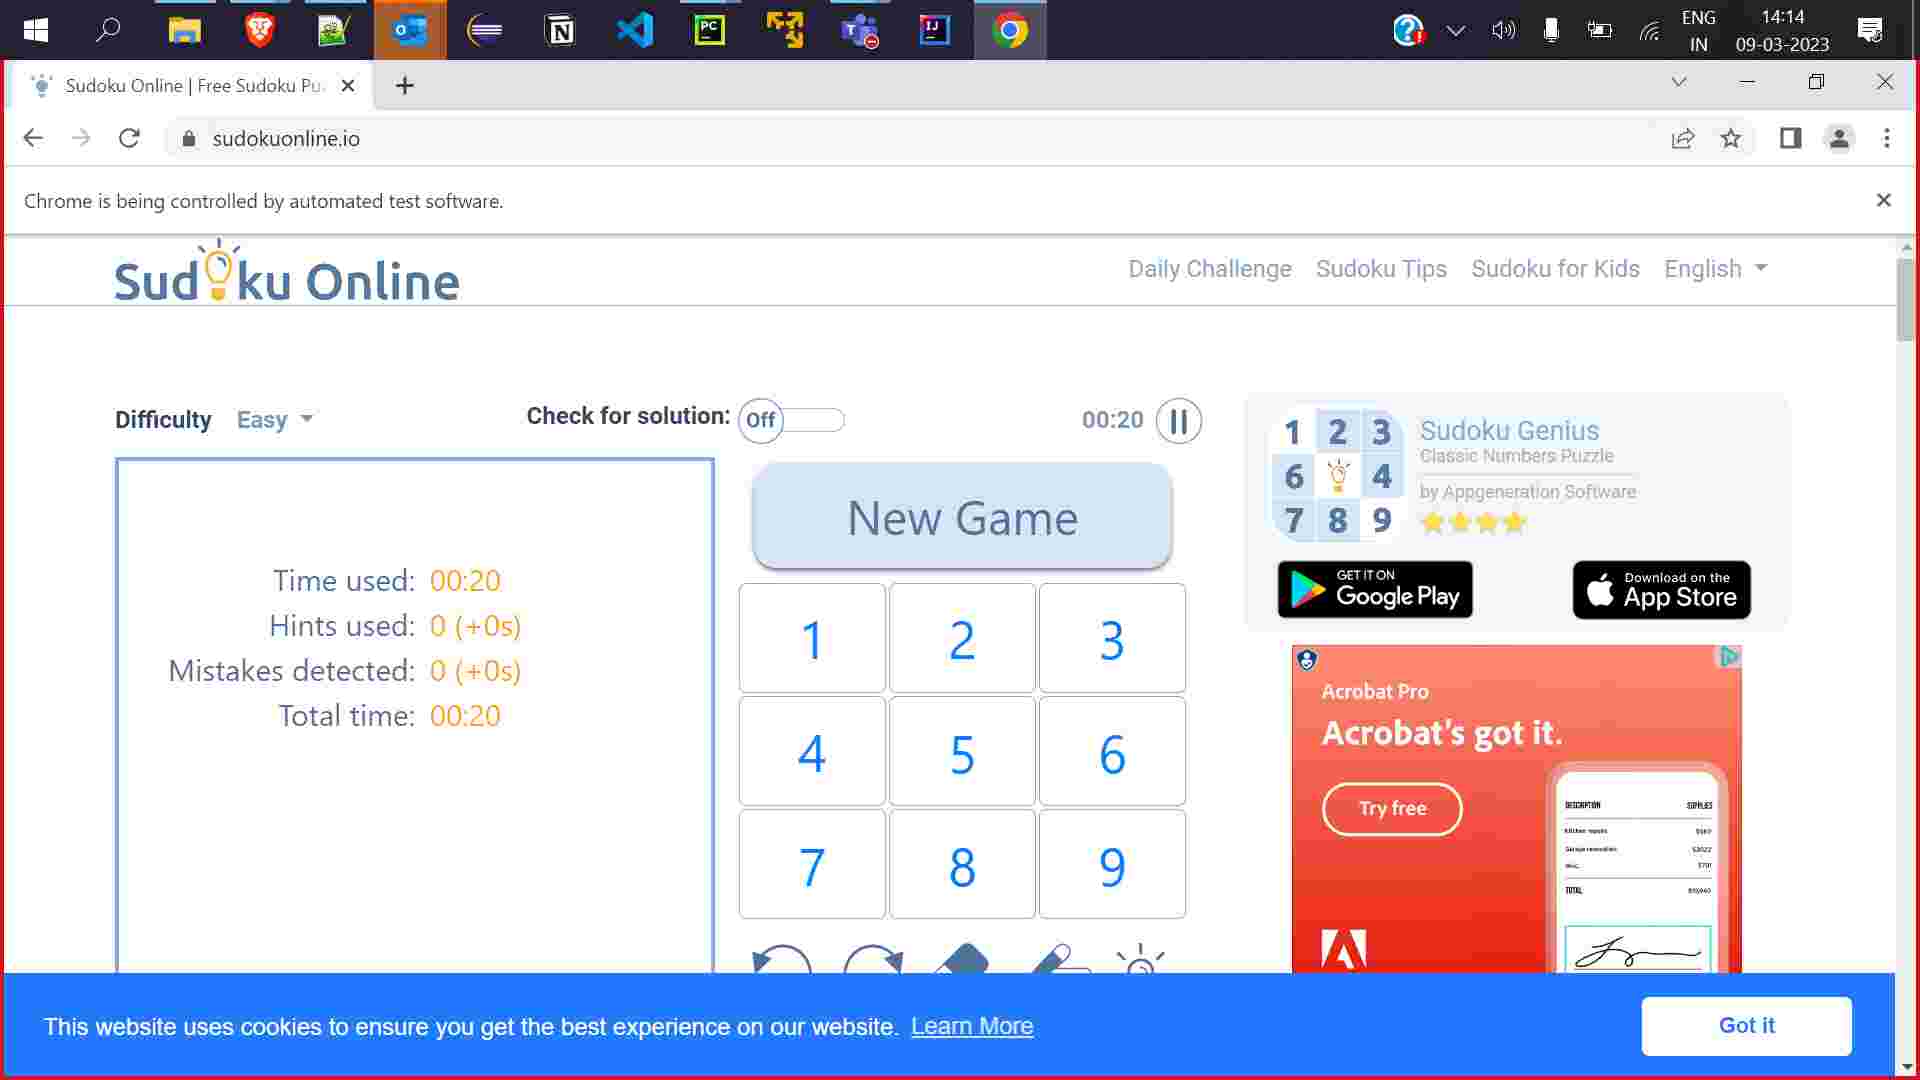 ENG
IN
14:14
09-03-2023
Sudoku Online | Free Sudoku Pu
sudokuonline.io
Chrome is being controlled by automated test software.
Sudoku Online
Daily Challenge
Sudoku Tips
Sudoku for Kids
English
Difficulty
Easy
Check for solution:
Off
00:20
New Game
Time used: 00:20
Hints used: 0 (+0s)
Mistakes detected: 0 (+0s)
Total time: 00:20
1 2 3
4 5 6
7 8 9
1 2 3
6 4
7 8 9
Sudoku Genius
Classic Numbers Puzzle
by Appgeneration Software
GET IT ON
Google Play
Download on the
App Store
Acrobat Pro
Acrobat's got it.
Try free
DESCRIPTION SUPPLIES
Kitchen repairs
Garage renovation
TOTAL
This website uses cookies to ensure you get the best experience on our website. Learn More
Got it